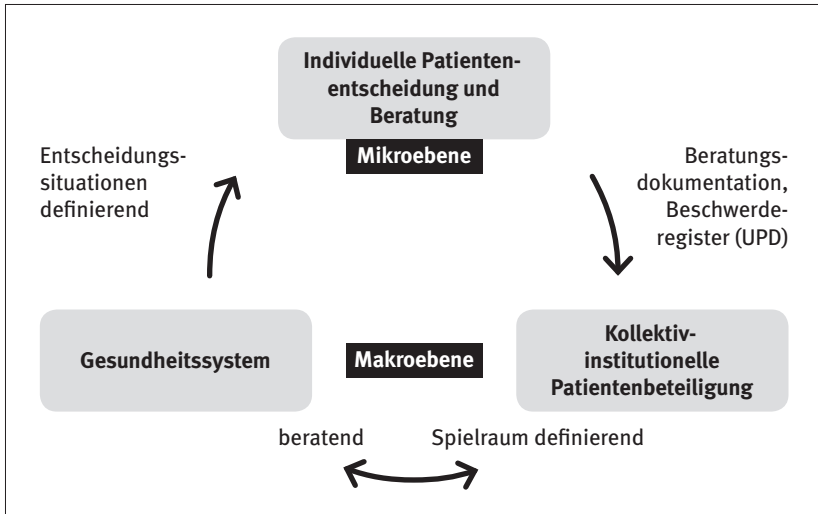 Individuelle Patienten-
entscheidung und
Beratung
Mikroebene
Entscheidungs-
situationen
definierend
Beratungs-
dokumentation,
Beschwerde-
register (UPD)
Gesundheitssystem
Makroebene
Kollektiv-
institutionelle
Patientenbeteiligung
beratend
Spielraum definierend